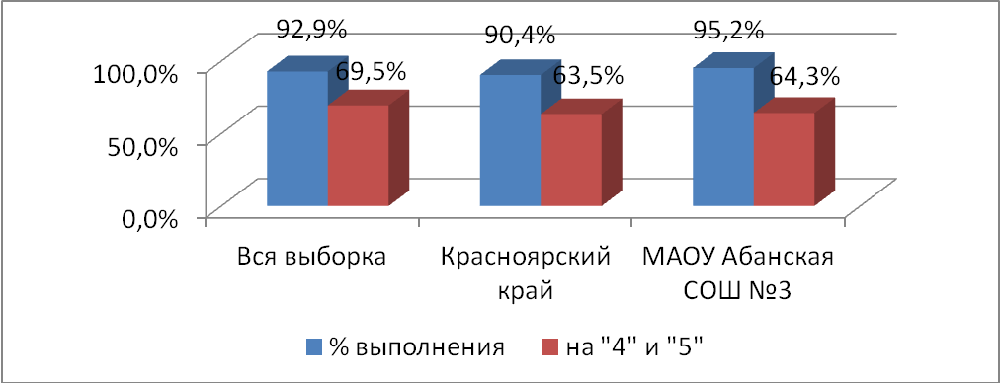 92,9%
90,4%
95,2%
69,5%
63,5%
64,3%
100,0%
50,0%
0,0%
Вся выборка
Красноярский
край
МАОУ Абанская
СОШ №3
% выполнения
на "4" и "5"